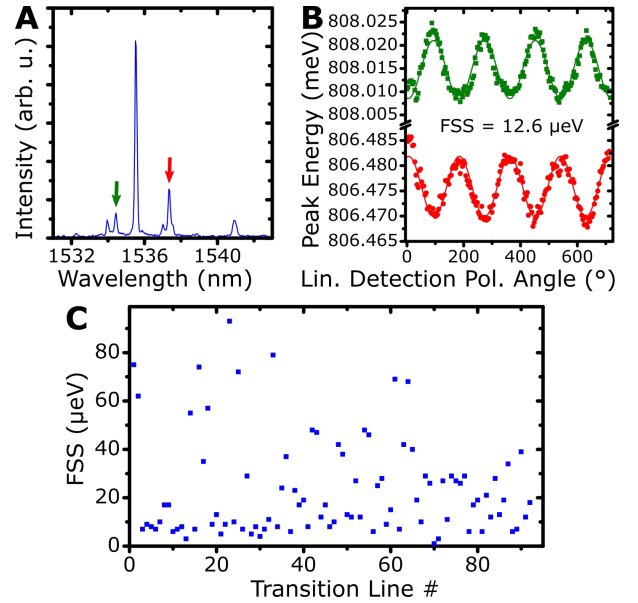 A
Intensity (arb. u.)
1532
1536
1540
Wavelength (nm)
B
Peak Energy (meV)
808.025
808.020
808.015
808.010
808.005
FSS = 12.6 µeV
806.485
806.480
806.475
806.470
806.465
0
200
400
600
Lin. Detection Pol. Angle (°)
C
FSS (µeV)
80
60
40
20
0
0
20
40
60
80
Transition Line #